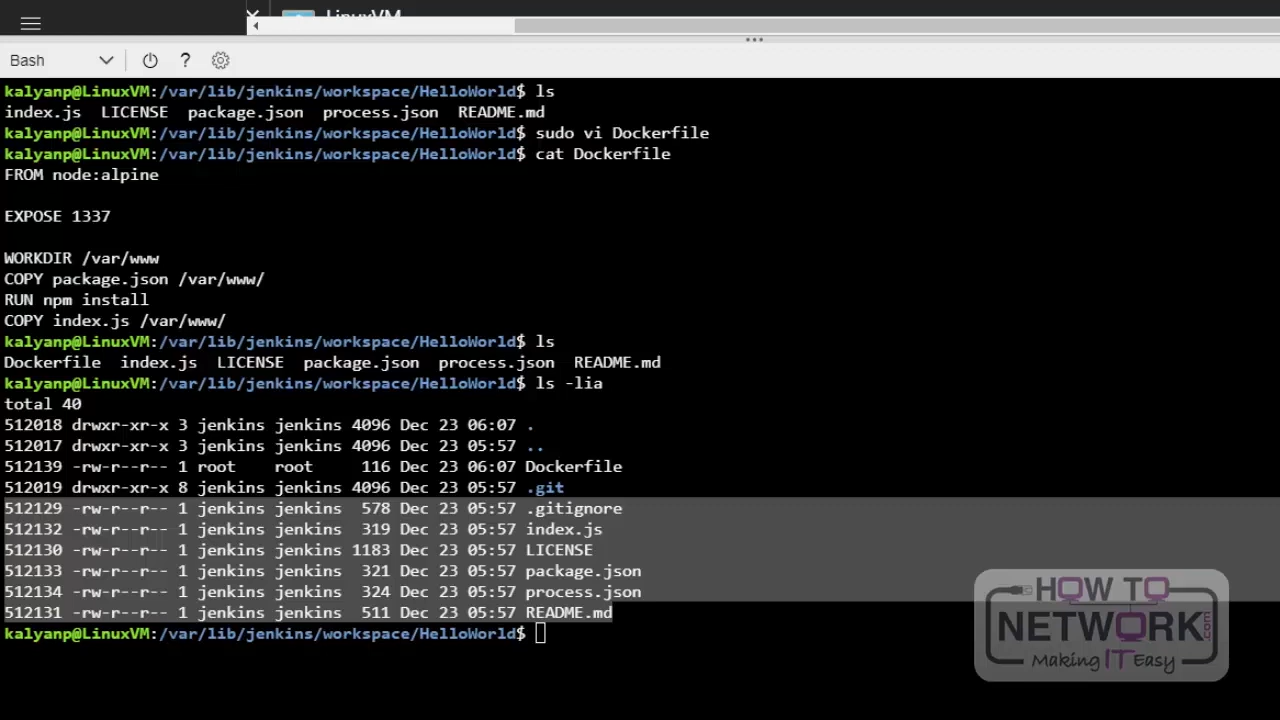 LinuxVM
Bash
?
kalyanp@LinuxVM:/var/lib/jenkins/workspace/HelloWorld$ ls
index.js  LICENSE  package.json  process.json  README.md
kalyanp@LinuxVM:/var/lib/jenkins/workspace/HelloWorld$ sudo vi Dockerfile
kalyanp@LinuxVM:/var/lib/jenkins/workspace/HelloWorld$ cat Dockerfile
FROM node:alpine
EXPOSE 1337
WORKDIR /var/www
COPY package.json /var/www/
RUN npm install
COPY index.js /var/www/
kalyanp@LinuxVM:/var/lib/jenkins/workspace/HelloWorld$ ls
Dockerfile  index.js  LICENSE  package.json  process.json  README.md
kalyanp@LinuxVM:/var/lib/jenkins/workspace/HelloWorld$ ls -lia
total 40
512018 drwxr-xr-x 3 jenkins jenkins 4096 Dec 23 06:07 .
512017 drwxr-xr-x 3 jenkins jenkins 4096 Dec 23 05:57 ..
512139 -rw-r--r-- 1 root    root     116 Dec 23 06:07 Dockerfile
512019 drwxr-xr-x 8 jenkins jenkins 4096 Dec 23 05:57 .git
512129 -rw-r--r-- 1 jenkins jenkins  578 Dec 23 05:57 .gitignore
512132 -rw-r--r-- 1 jenkins jenkins  319 Dec 23 05:57 index.js
512130 -rw-r--r-- 1 jenkins jenkins 1183 Dec 23 05:57 LICENSE
512133 -rw-r--r-- 1 jenkins jenkins  321 Dec 23 05:57 package.json
512134 -rw-r--r-- 1 jenkins jenkins  324 Dec 23 05:57 process.json
512131 -rw-r--r-- 1 jenkins jenkins  511 Dec 23 05:57 README.md
kalyanp@LinuxVM:/var/lib/jenkins/workspace/HelloWorld$
HOW TO
NETWORK.com
Making IT Easy